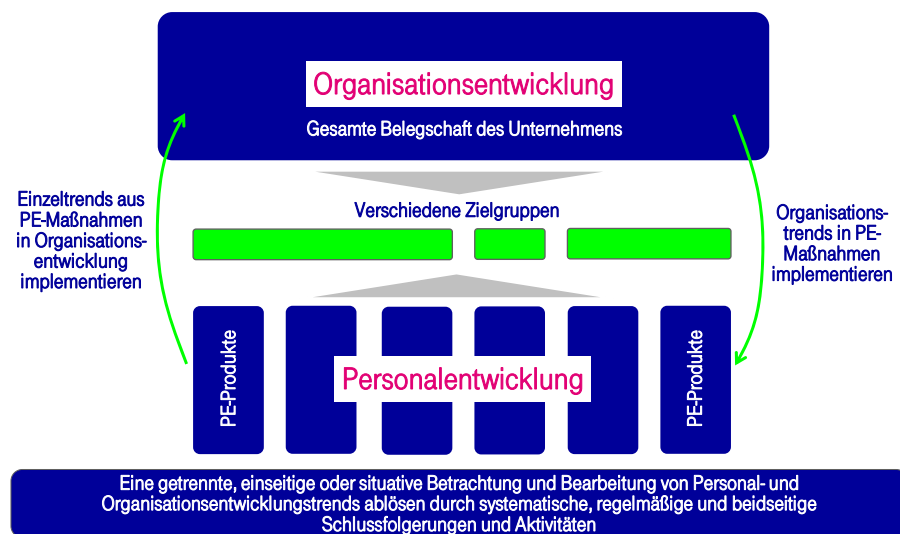 Organisationsentwicklung
Gesamte Belegschaft des Unternehmens
Einzeltrends aus
PE-Maßnahmen
in Organisations-
entwicklung
implementieren
Verschiedene Zielgruppen
Organisations-
trends in PE-
Maßnahmen
implementieren
PE-Produkte
Personalentwicklung
PE-Produkte
Eine getrennte, einseitige oder situative Betrachtung und Bearbeitung von Personal- und
Organisationsentwicklungstrends ablösen durch systematische, regelmäßige und beidseitige
Schlussfolgerungen und Aktivitäten